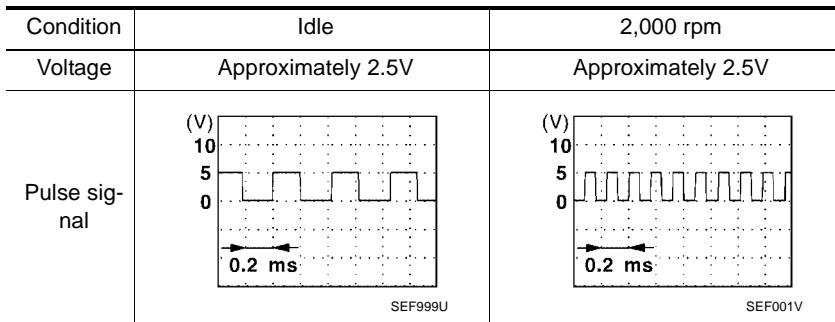 Condition Idle 2,000 rpm
Voltage Approximately 2.5V Approximately 2.5V
Pulse sig-
nal
(V)
10
5
0
0.2 ms
SEF999U
(V)
10
5
0
0.2 ms
SEF001V